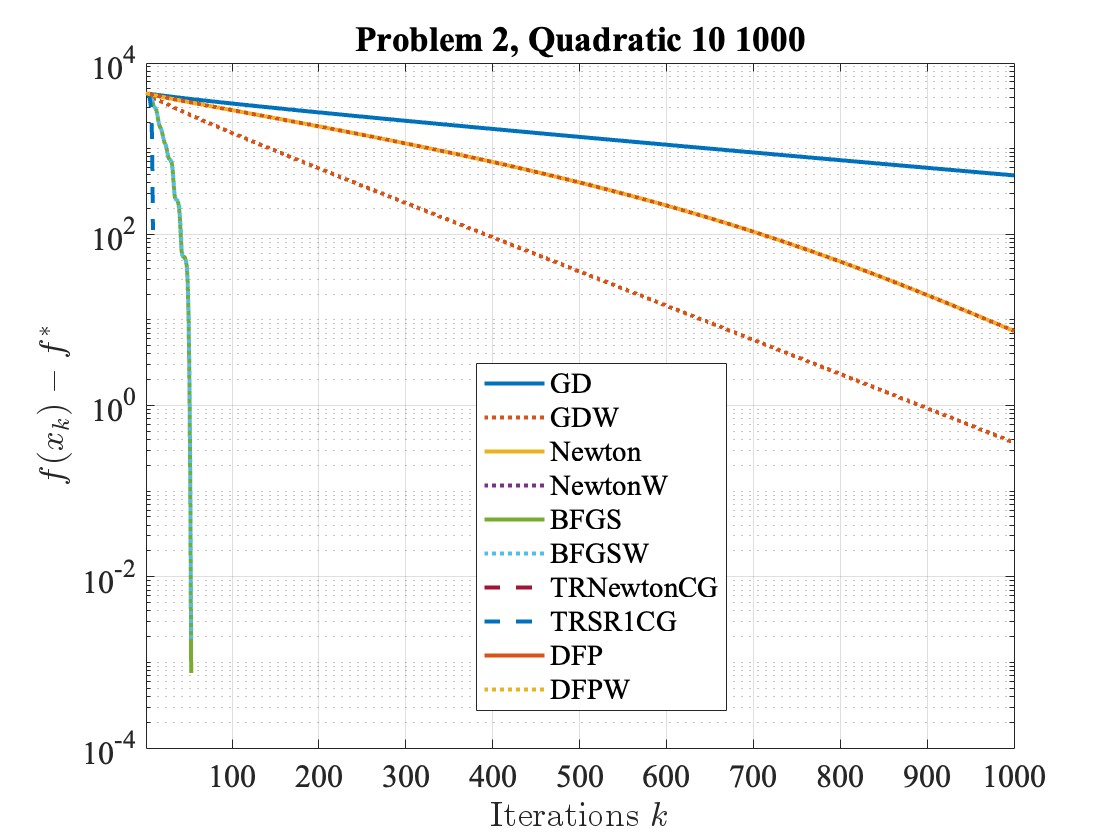 Problem 2, Quadratic 10 1000
10^4
10^2
10^0
10^-2
10^-4
f(x_k) − f*
GD
GDW
Newton
NewtonW
BFGS
BFGSW
TRNewtonCG
TRSR1CG
DFP
DFPW
100 200 300 400 500 600 700 800 900 1000
Iterations k